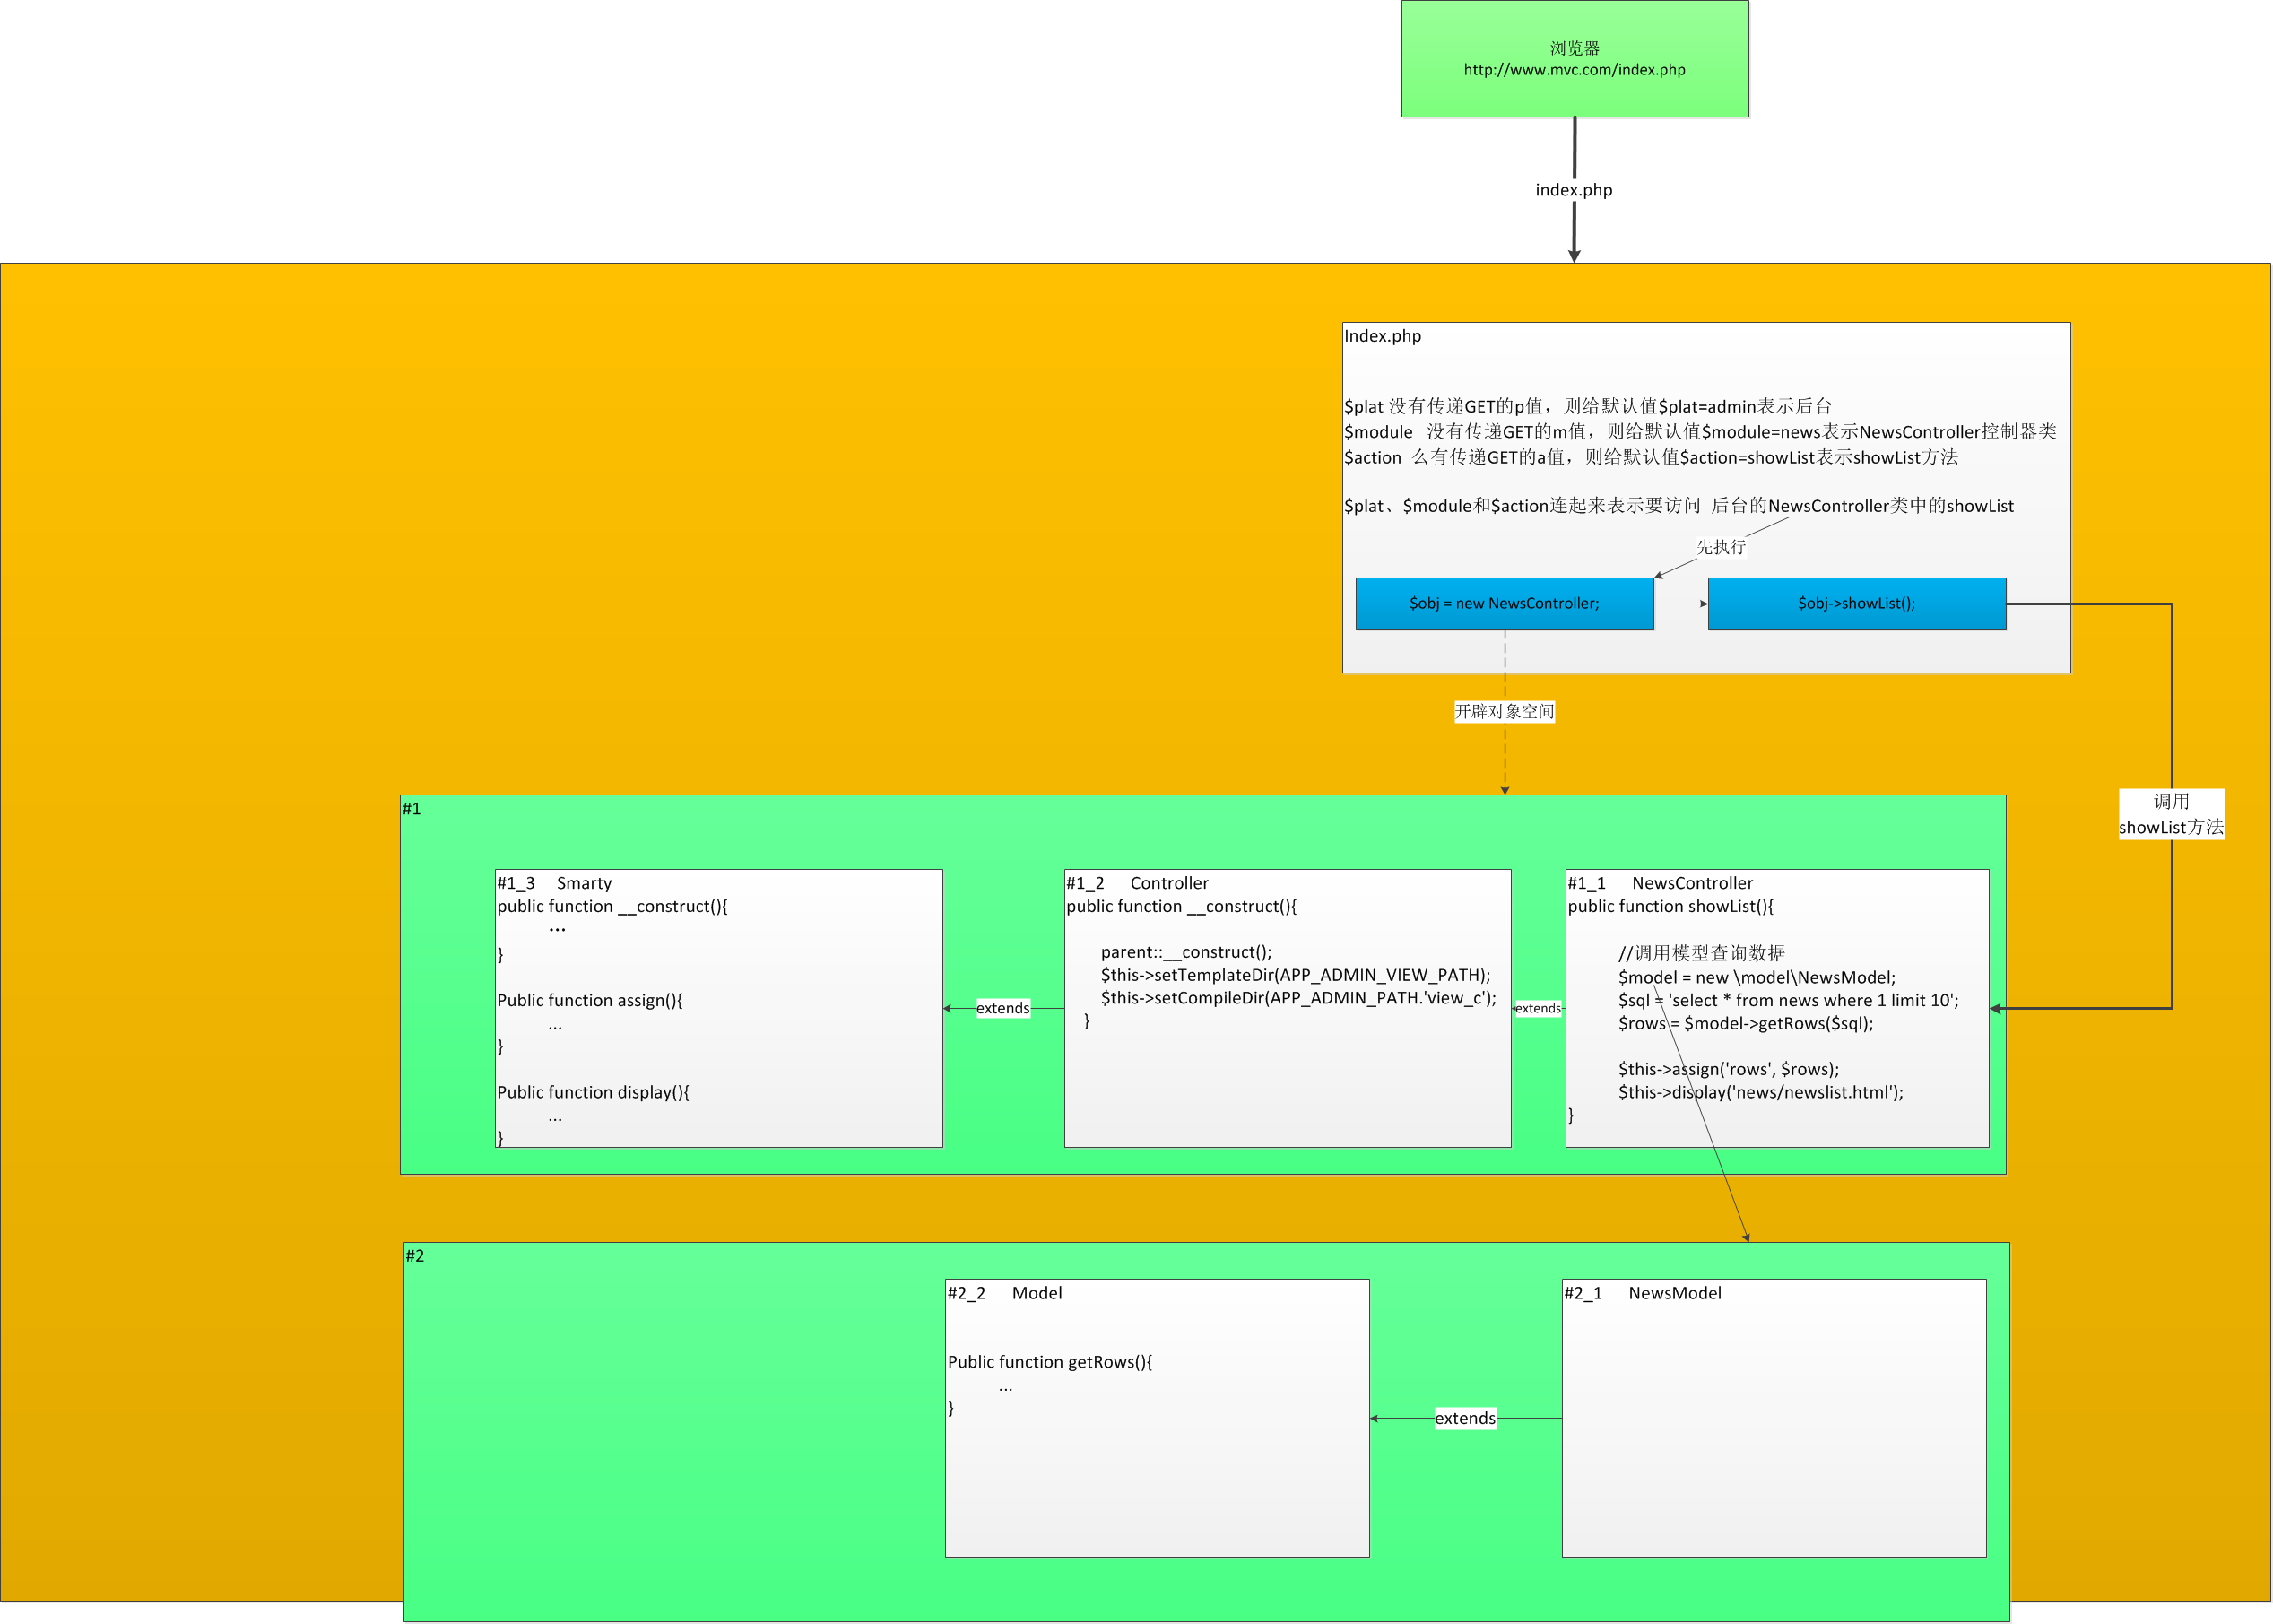 浏览器
http://www.mvc.com/index.php
index.php
Index.php
$plat 没有传递GET的p值，则给默认值$plat=admin表示后台
$module 没有传递GET的m值，则给默认值$module=news表示NewsController控制器类
$action 么有传递GET的a值，则给默认值$action=showList表示showList方法
$plat、$module和$action连起来表示要访问 后台的NewsController类中的showList
先执行
$obj = new NewsController;
$obj->showList();
开辟对象空间
调用
showList方法
#1
#1_3 Smarty
public function __construct(){
...
}
Public function assign(){
...
}
Public function display(){
...
}
extends
#1_2 Controller
public function __construct(){
parent::__construct();
$this->setTemplateDir(APP_ADMIN_VIEW_PATH);
$this->setCompileDir(APP_ADMIN_PATH.'view_c');
}
extends
#1_1 NewsController
public function showList(){
//调用模型查询数据
$model = new \model\NewsModel;
$sql = 'select * from news where 1 limit 10';
$rows = $model->getRows($sql);
$this->assign('rows', $rows);
$this->display('news/newslist.html');
}
#2
#2_2 Model
Public function getRows(){
...
}
extends
#2_1 NewsModel